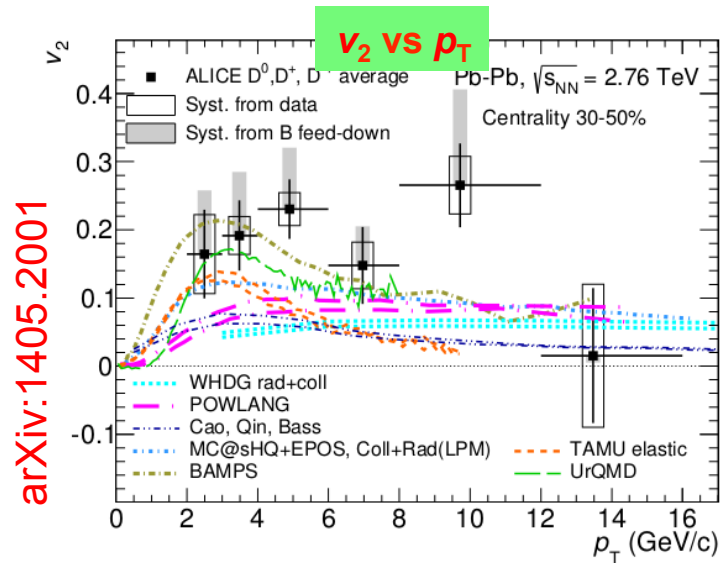 v₂ vs pT
v₂
ALICE D⁰,D⁺, D average
Pb-Pb, √sNN = 2.76 TeV
Syst. from data
Syst. from B feed-down
Centrality 30-50%
0.4
0.3
0.2
0.1
0
-0.1
WHDG rad+coll
POWLANG
Cao, Qin, Bass
MC@sHQ+EPOS, Coll+Rad(LPM)
BAMPS
TAMU elastic
UrQMD
0 2 4 6 8 10 12 14 16
pT (GeV/c)
arXiv:1405.2001